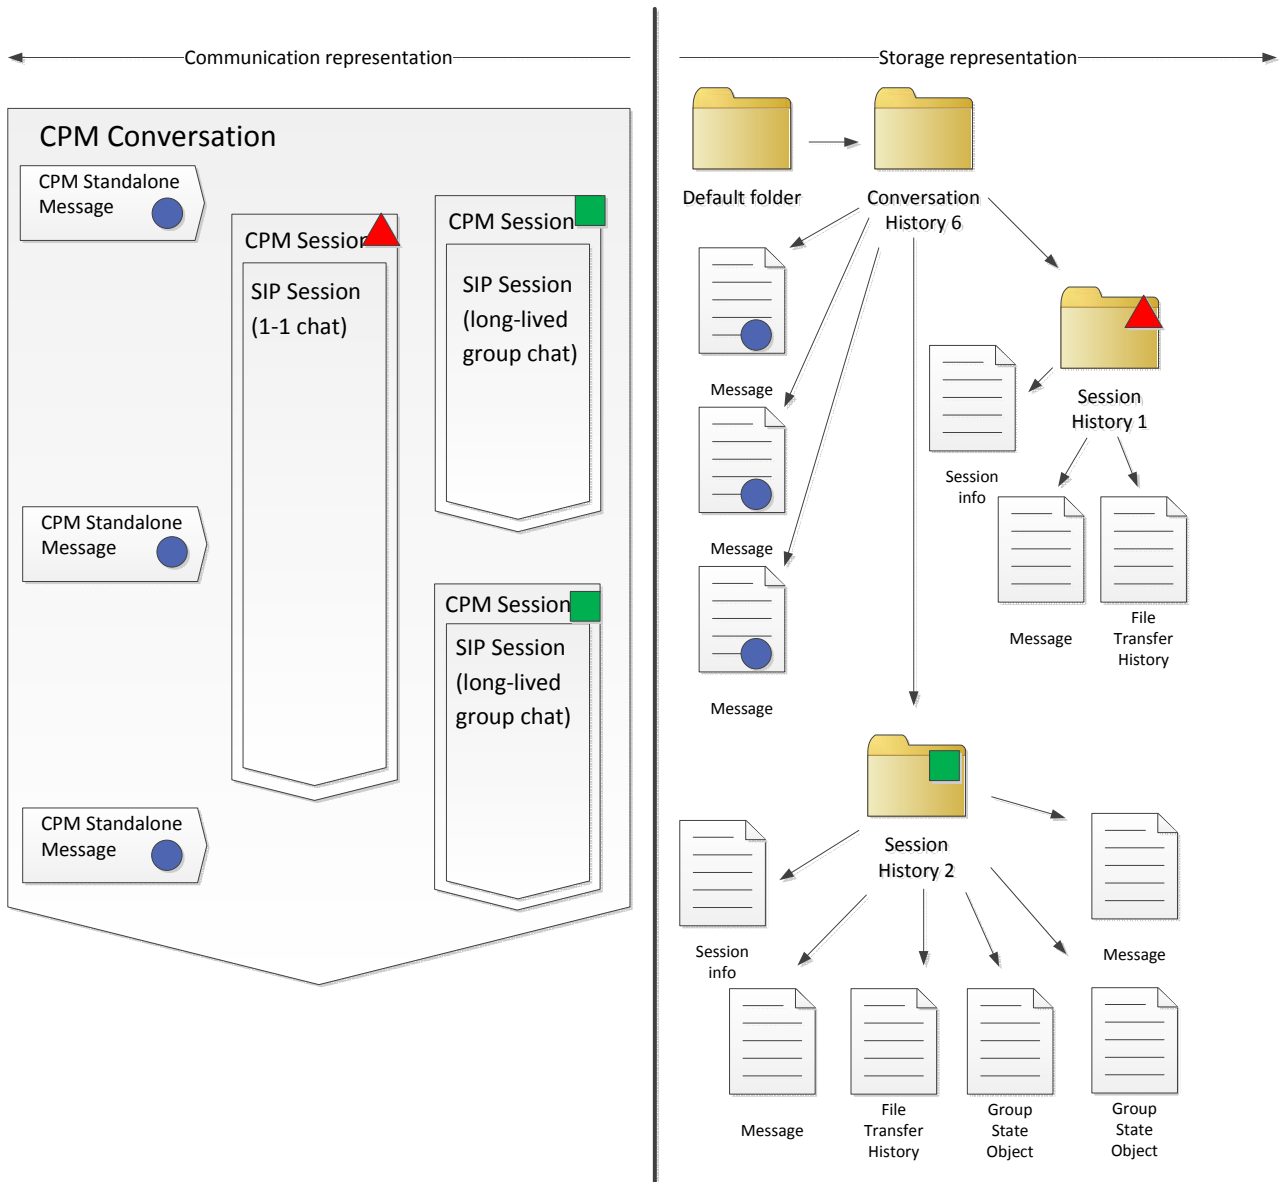 Communication representation
CPM Conversation
CPM Standalone
Message
CPM Session
SIP Session
(1-1 chat)
CPM Session
SIP Session
(long-lived
group chat)
CPM Standalone
Message
CPM Session
SIP Session
(long-lived
group chat)
CPM Standalone
Message
Storage representation
Default folder
Conversation
History 6
Message
Message
Message
Session
History 1
Session
info
Message
File
Transfer
History
Session
History 2
Session
info
Message
Message
File
Transfer
History
Group
State
Object
Group
State
Object